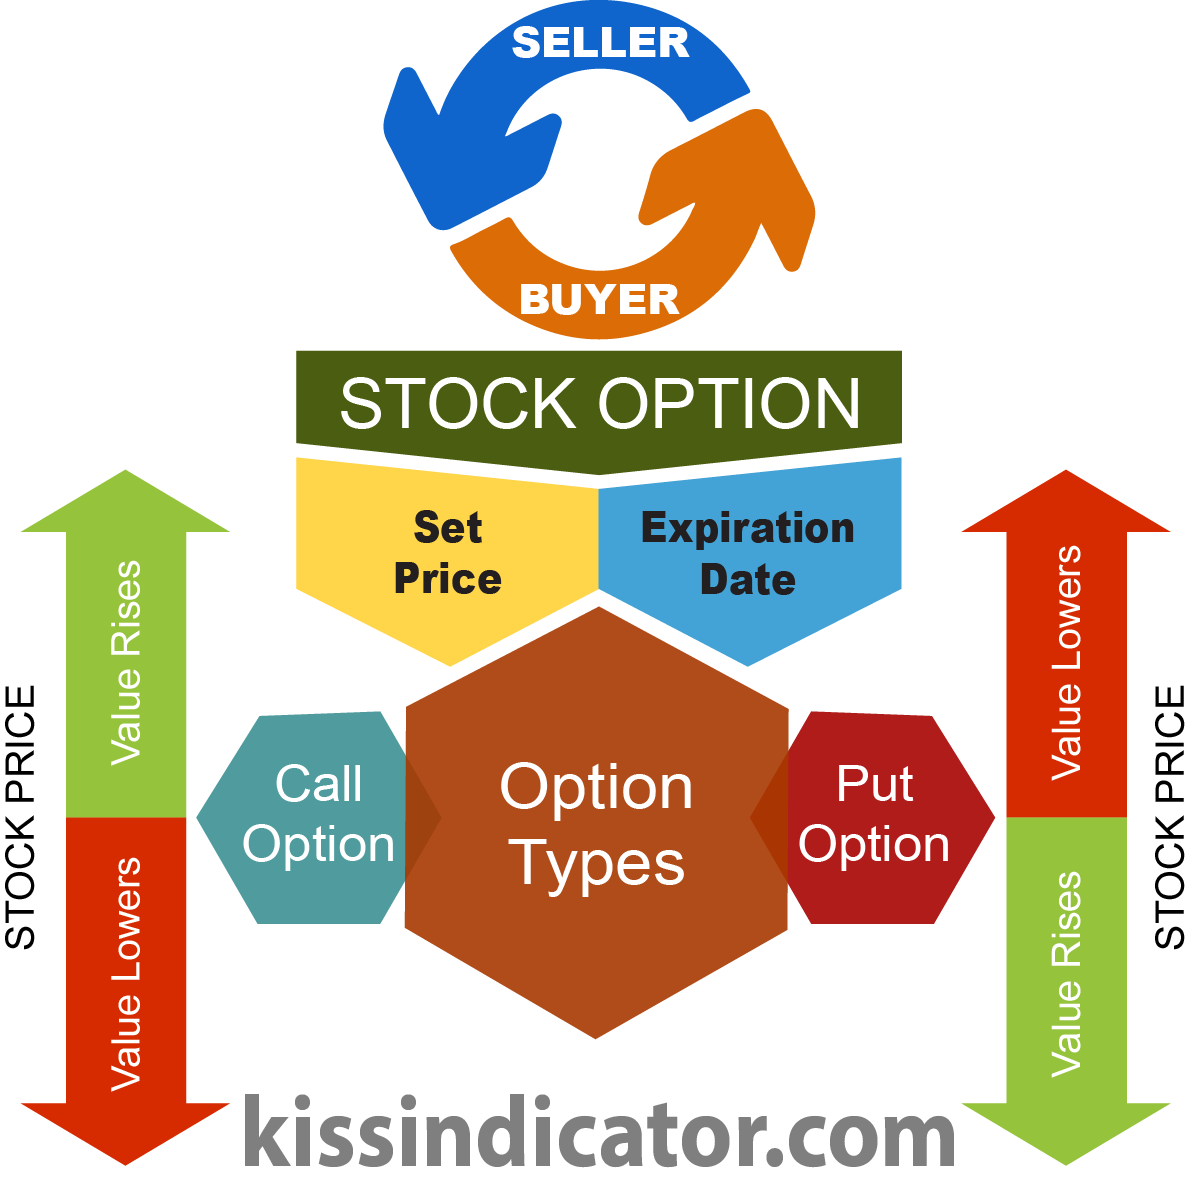 SELLER
BUYER
STOCK OPTION
Set
Price
Expiration
Date
STOCK PRICE
Value Rises
Value Lowers
Call
Option
Option
Types
Put
Option
Value Lowers
Value Rises
STOCK PRICE
kissindicator.com